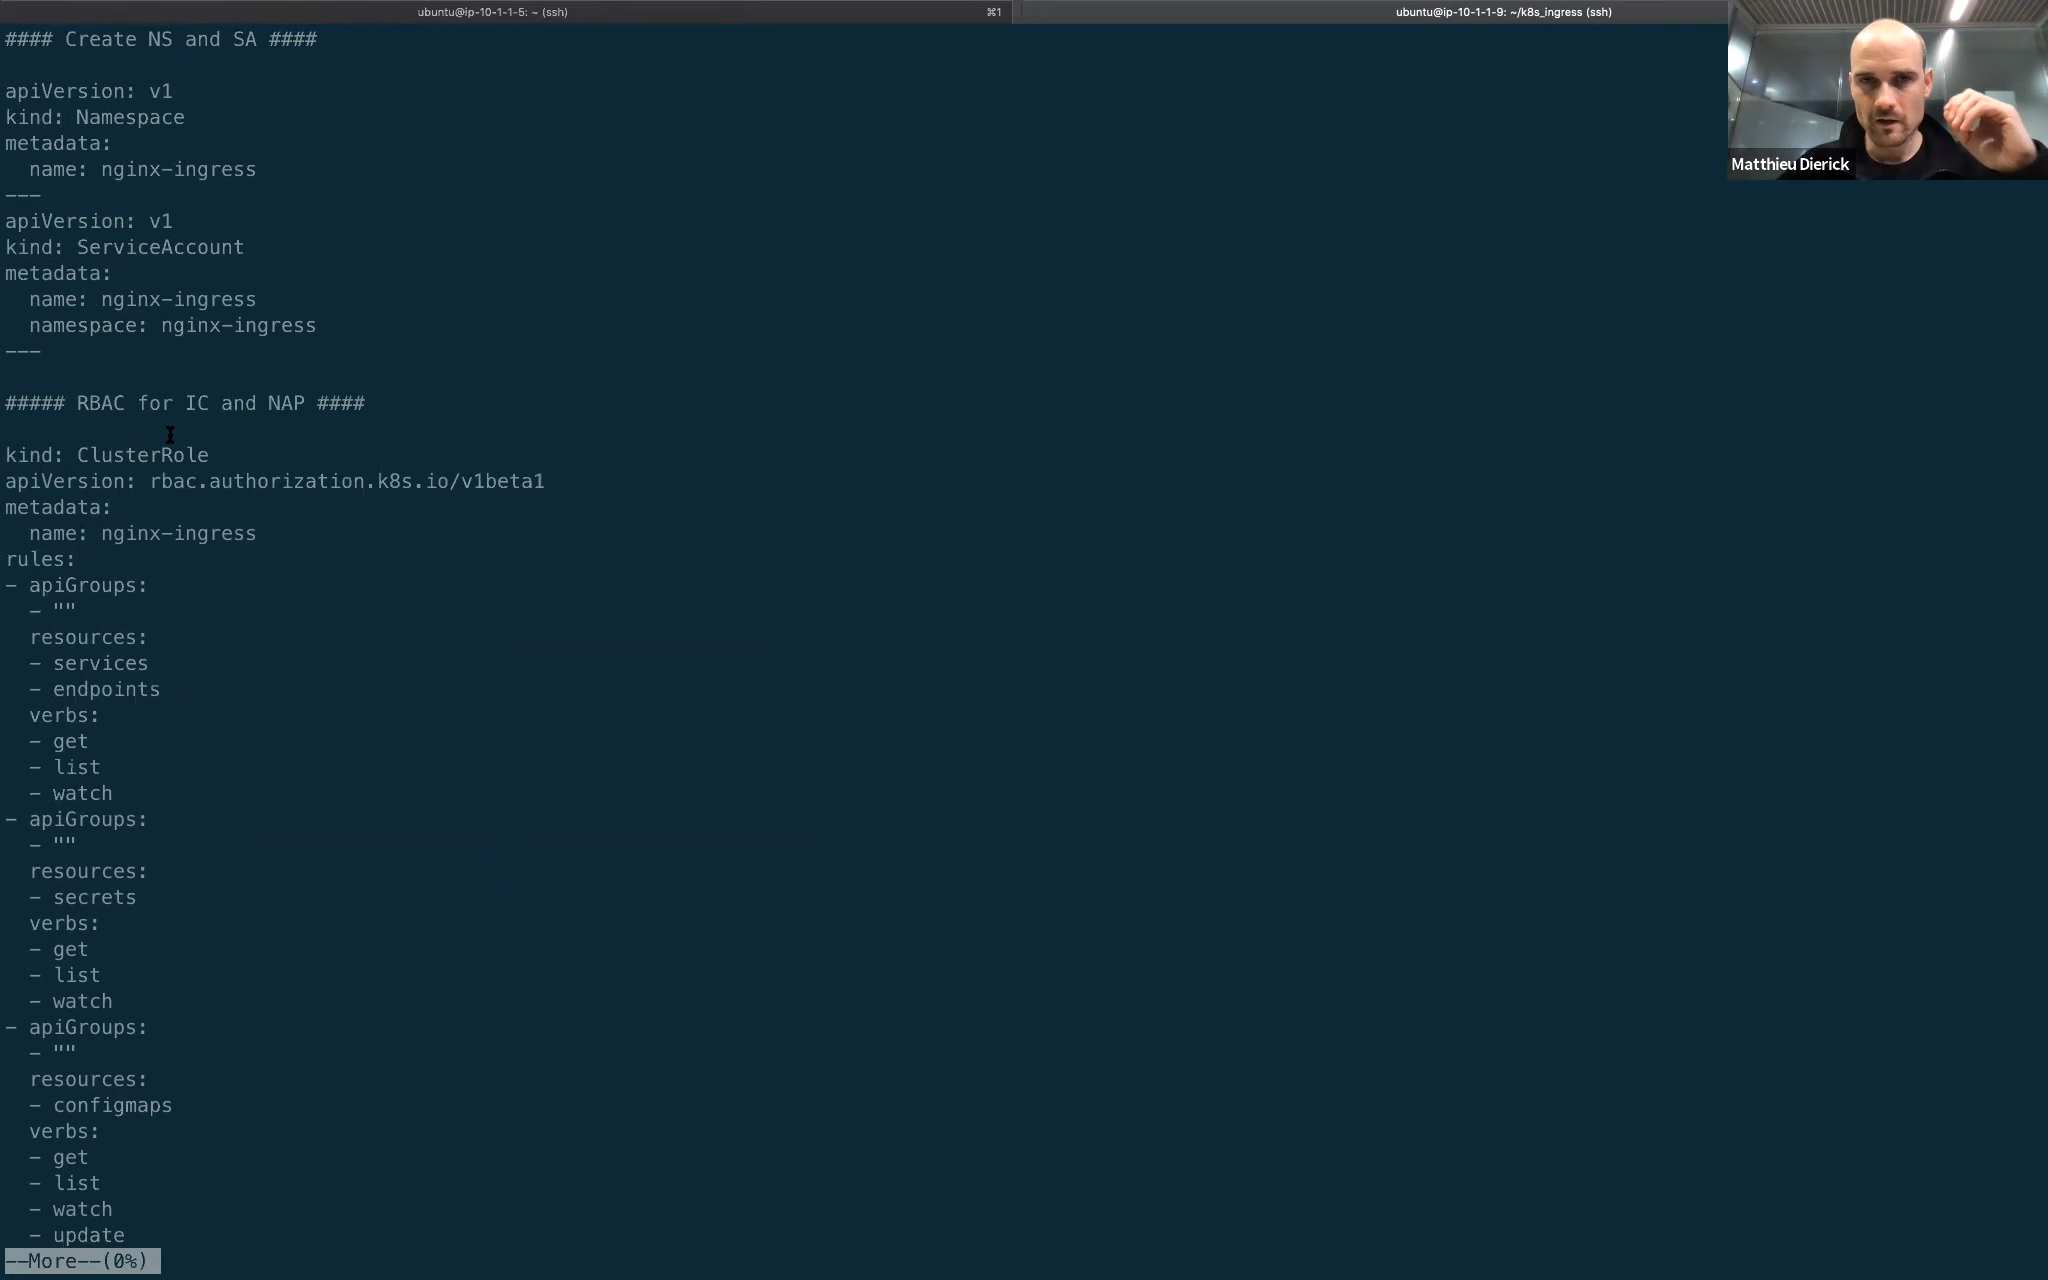 ubuntu@ip-10-1-1-5: ~ (ssh)
⌘1
ubuntu@ip-10-1-1-9: ~/k8s_ingress (ssh)
Matthieu Dierick
#### Create NS and SA ####
apiVersion: v1
kind: Namespace
metadata:
  name: nginx-ingress
---
apiVersion: v1
kind: ServiceAccount
metadata:
  name: nginx-ingress
  namespace: nginx-ingress
---
##### RBAC for IC and NAP ####
kind: ClusterRole
apiVersion: rbac.authorization.k8s.io/v1beta1
metadata:
  name: nginx-ingress
rules:
- apiGroups:
  - ""
  resources:
  - services
  - endpoints
  verbs:
  - get
  - list
  - watch
- apiGroups:
  - ""
  resources:
  - secrets
  verbs:
  - get
  - list
  - watch
- apiGroups:
  - ""
  resources:
  - configmaps
  verbs:
  - get
  - list
  - watch
  - update
--More--(0%)